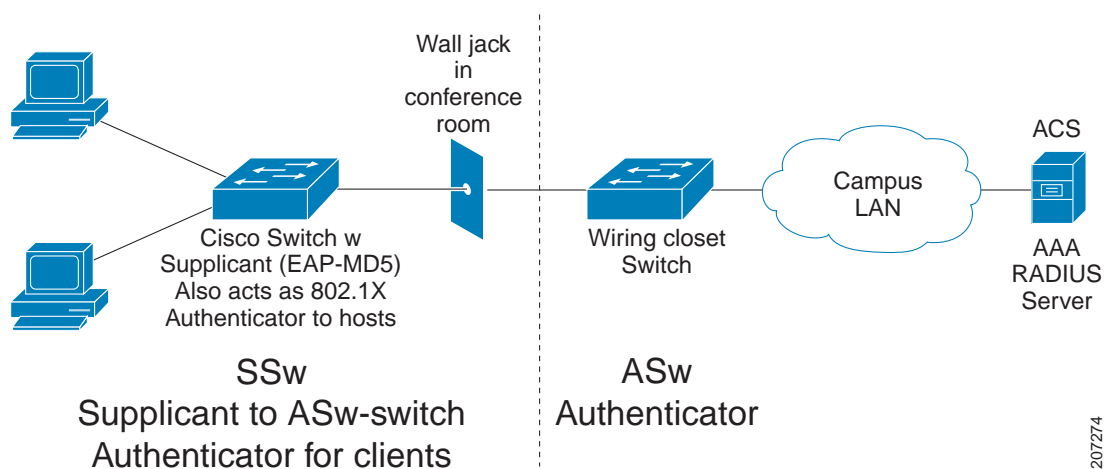 Wall jack
in
conference
room
Cisco Switch w
Supplicant (EAP-MD5)
Also acts as 802.1X
Authenticator to hosts
Wiring closet
Switch
Campus
LAN
ACS
AAA
RADIUS
Server
SSw
Supplicant to ASw-switch
Authenticator for clients
ASw
Authenticator
207274